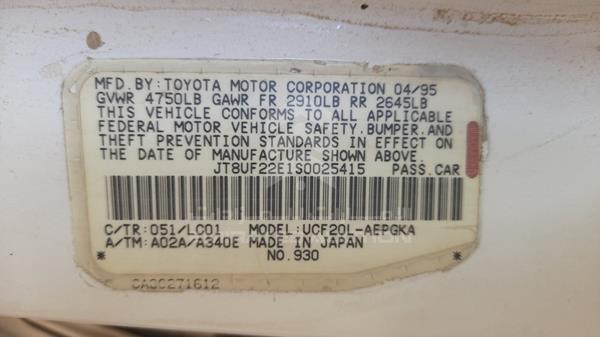 MFD.BY:TOYOTA MOTOR CORPORATION 04/95
GVWR 4750LB GAWR FR 2910LB RR 2645LB
THIS VEHICLE CONFORMS TO ALL APPLICABLE
FEDERAL MOTOR VEHICLE SAFETY,BUMPER,AND
THEFT PREVENTION STANDARDS IN EFFECT ON
THE DATE OF MANUFACTURE SHOWN ABOVE.
JT8UF22E1S0025415 PASS.CAR
C/TR:051/LC01 MODEL:UCF20L-AEPGKA
A/TM:A02A/A340E MADE IN JAPAN
* NO.930 *